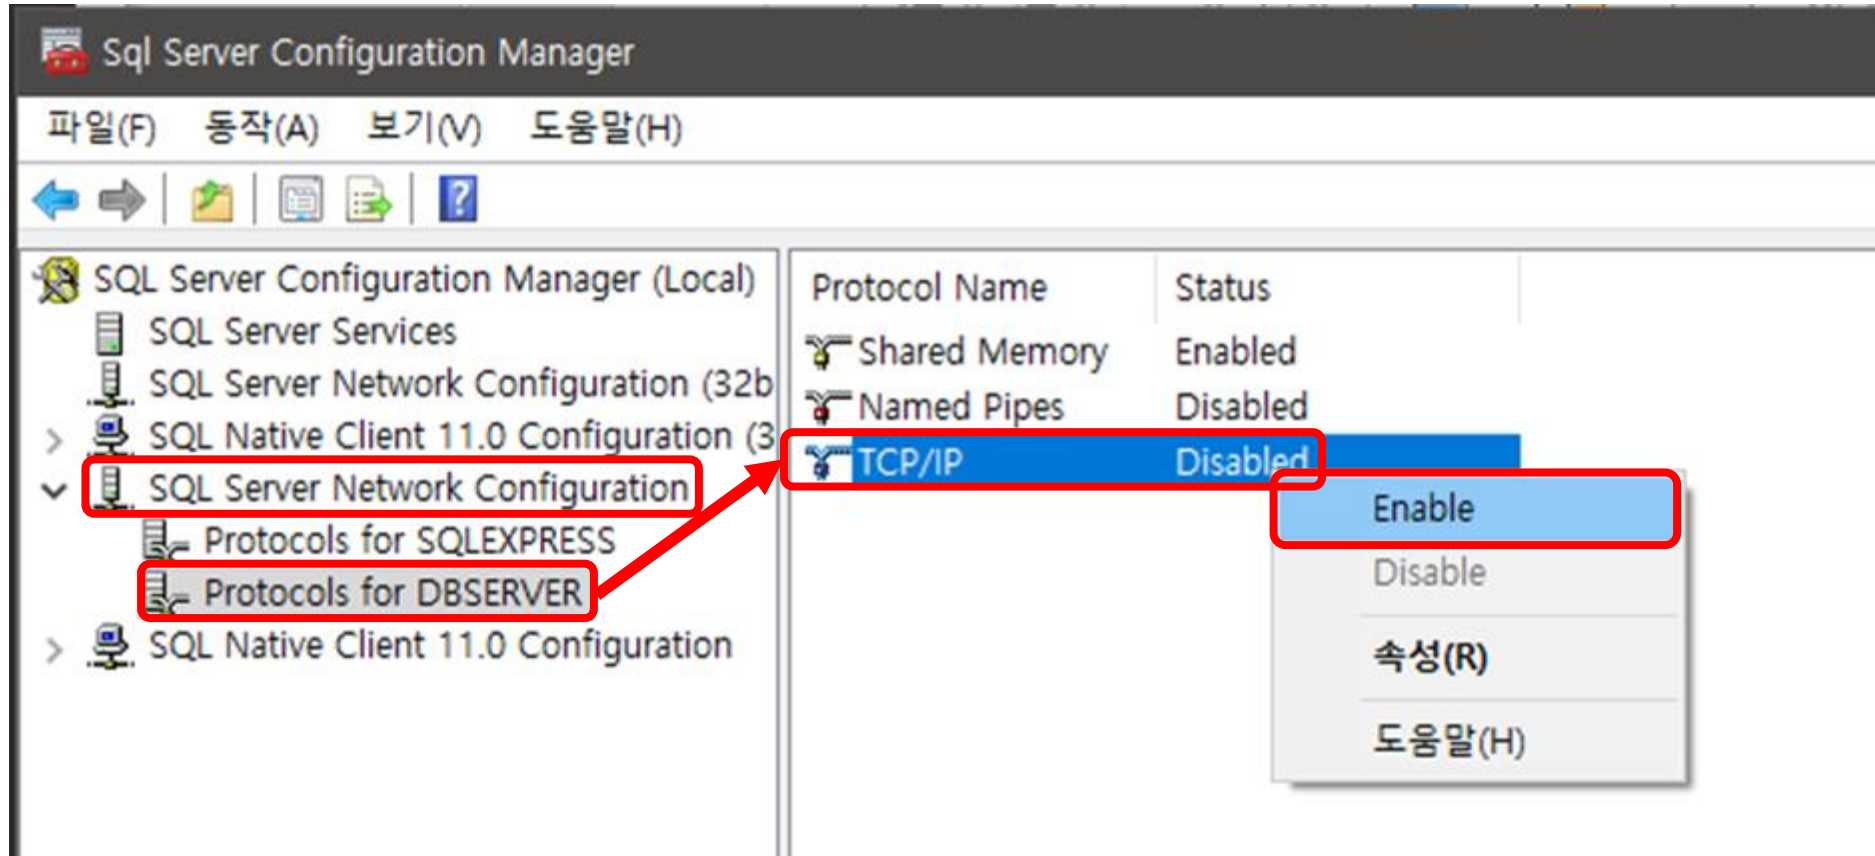 Sql Server Configuration Manager
파일(F) 동작(A) 보기(V) 도움말(H)
SQL Server Configuration Manager (Local)
SQL Server Services
SQL Server Network Configuration (32b
SQL Native Client 11.0 Configuration (3
SQL Server Network Configuration
Protocols for SQLEXPRESS
Protocols for DBSERVER
SQL Native Client 11.0 Configuration
Protocol Name Status
Shared Memory Enabled
Named Pipes Disabled
TCP/IP Disabled
Enable
Disable
속성(R)
도움말(H)